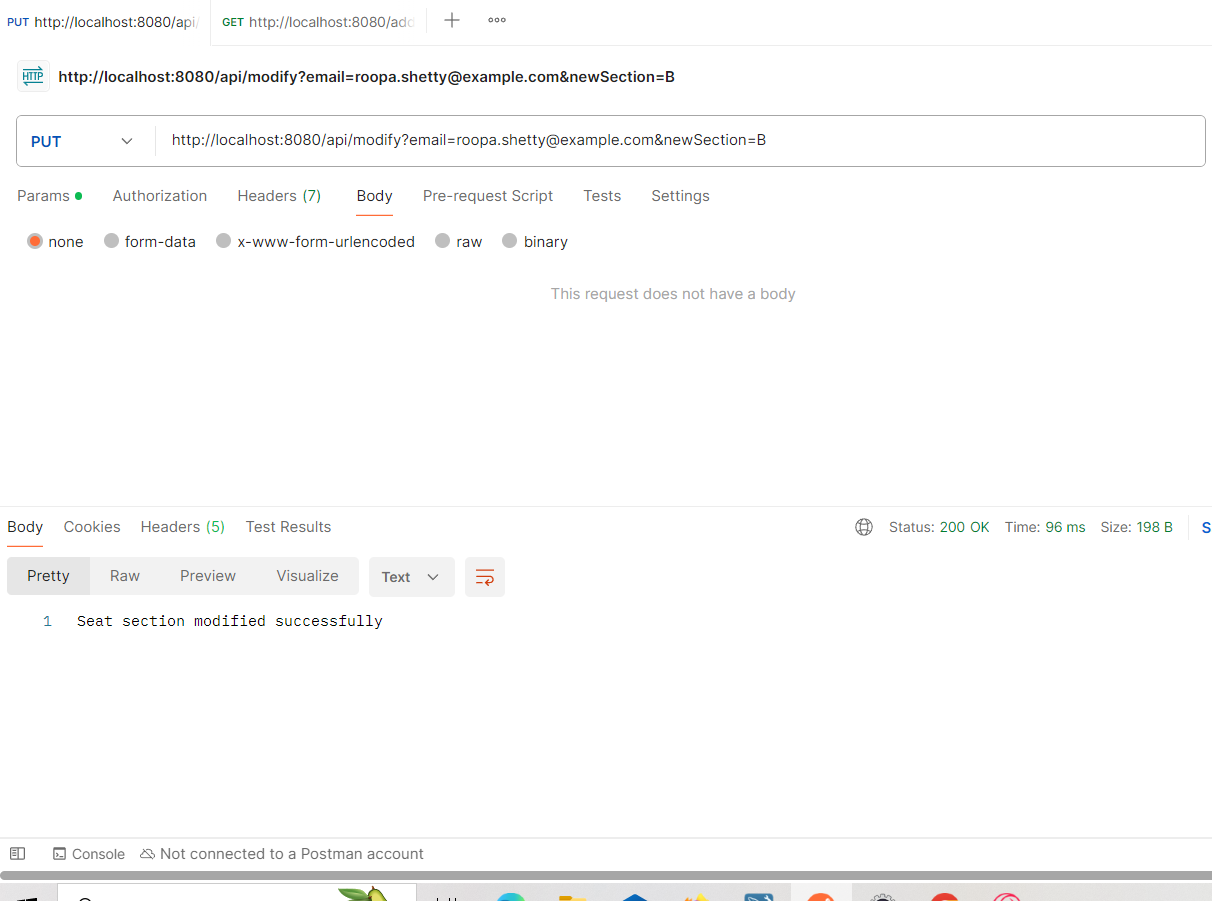 PUT http://localhost:8080/api/ GET http://localhost:8080/add
HTTP http://localhost:8080/api/modify?email=roopa.shetty@example.com&newSection=B
PUT http://localhost:8080/api/modify?email=roopa.shetty@example.com&newSection=B
Params Authorization Headers (7) Body Pre-request Script Tests Settings
none form-data x-www-form-urlencoded raw binary
This request does not have a body
Body Cookies Headers (5) Test Results Status: 200 OK Time: 96 ms Size: 198 B S
Pretty Raw Preview Visualize Text
1 Seat section modified successfully
Console Not connected to a Postman account